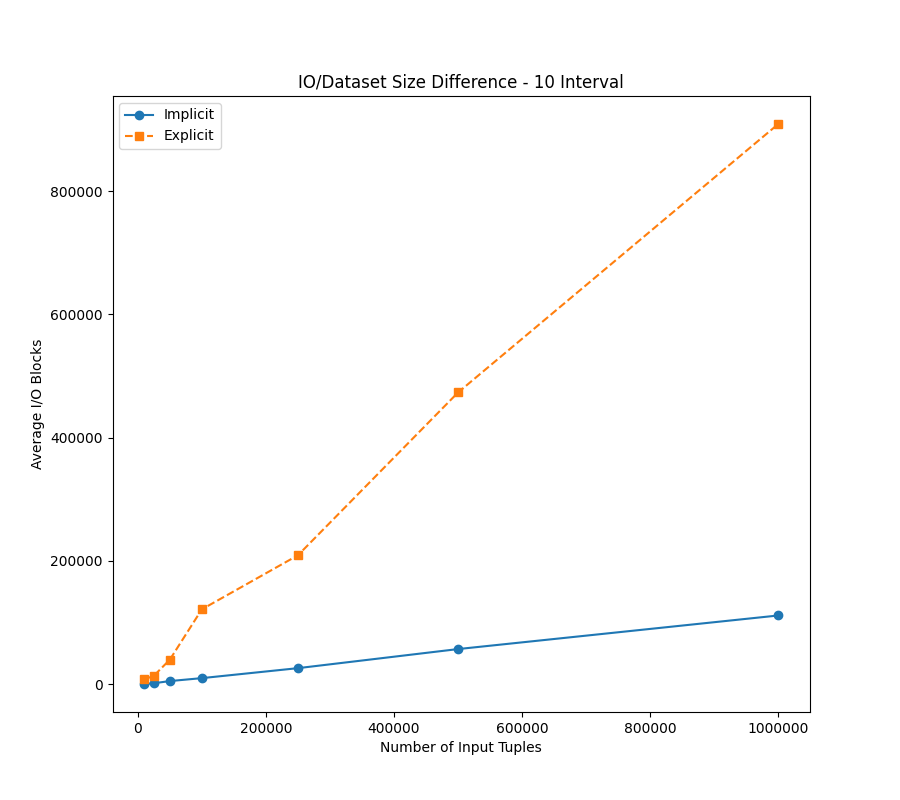 IO/Dataset Size Difference - 10 Interval
Implicit
Explicit
Average I/O Blocks
800000
600000
400000
200000
0
0 200000 400000 600000 800000 1000000
Number of Input Tuples